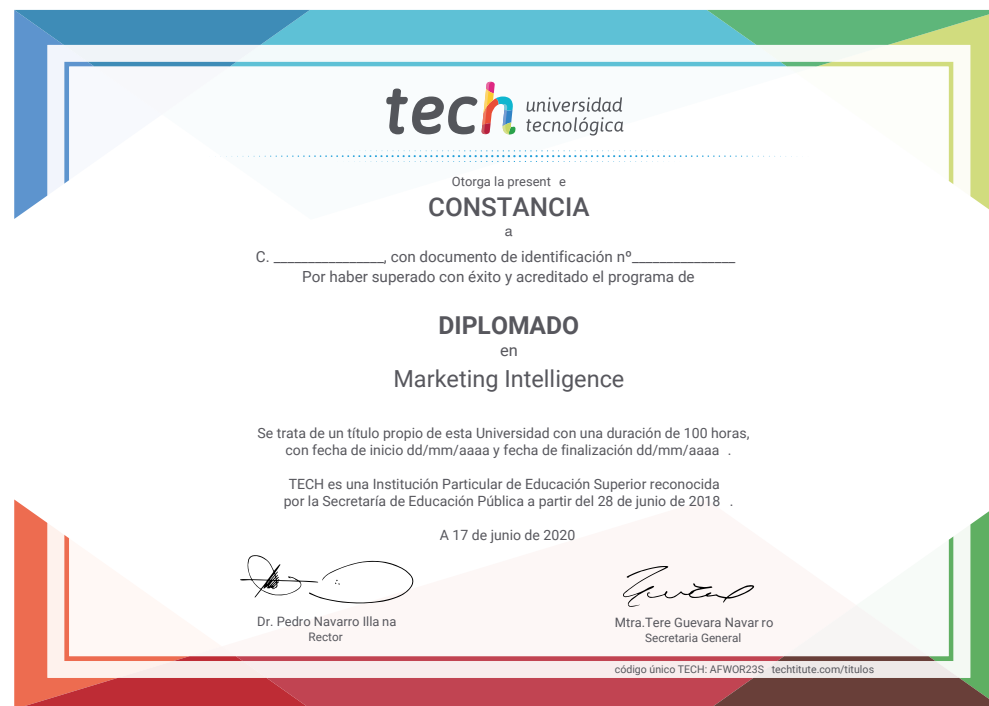 tech universidad
tecnológica
Otorga la present e
CONSTANCIA
a
C. ________________, con documento de identificación nº_______________
Por haber superado con éxito y acreditado el programa de
DIPLOMADO
en
Marketing Intelligence
Se trata de un título propio de esta Universidad con una duración de 100 horas,
con fecha de inicio dd/mm/aaaa y fecha de finalización dd/mm/aaaa .
TECH es una Institución Particular de Educación Superior reconocida
por la Secretaría de Educación Pública a partir del 28 de junio de 2018 .
A 17 de junio de 2020
Dr. Pedro Navarro Illa na
Rector
Mtra.Tere Guevara Navar ro
Secretaria General
código único TECH: AFWOR23S techtitute.com/titulos